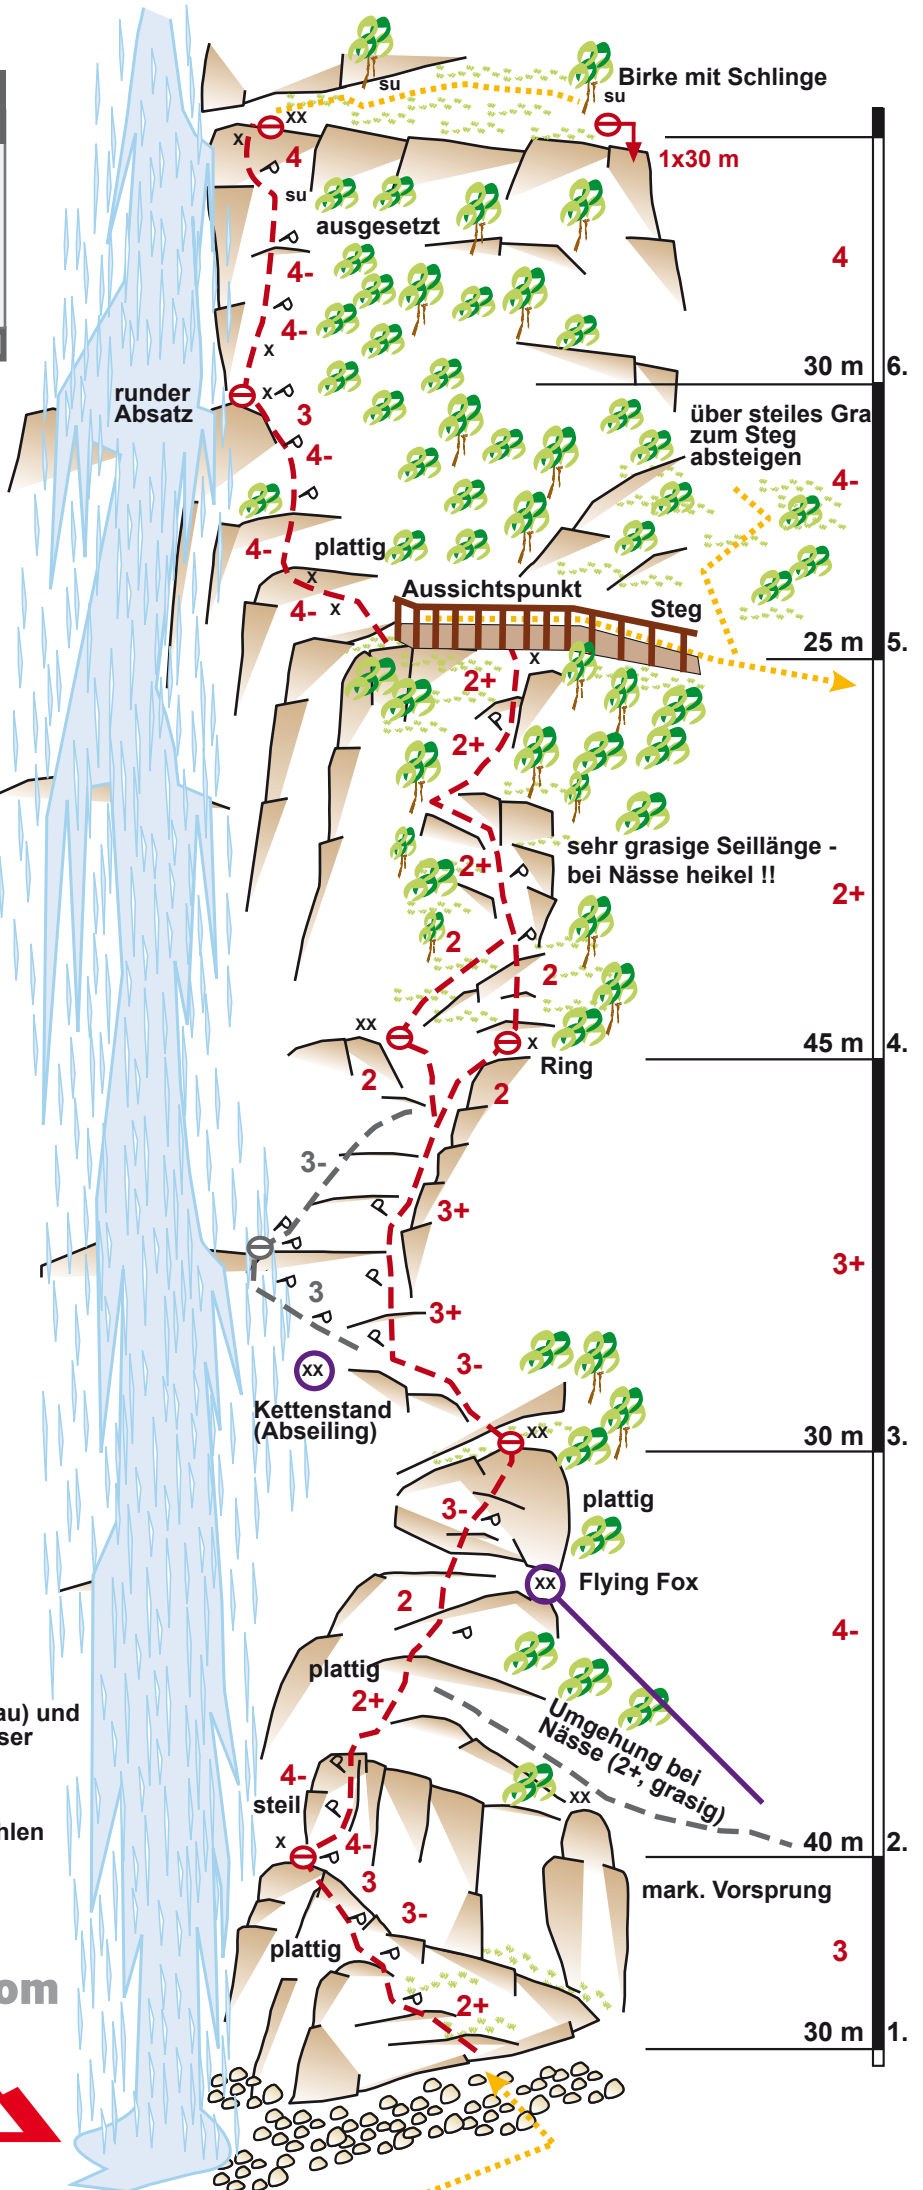 su
Birke mit Schlinge
su
xx
x
4
1x30 m
su
ausgesetzt
4-
4
4-
x
30 m
6.
runder
Absatz
x
3
über steiles Gra
zum Steg
absteigen
4-
4-
4-
plattig
x
4-
x
Aussichtspunkt
Steg
25 m
5.
x
2+
2+
sehr grasige Seillänge -
bei Nässe heikel !!
2+
2+
2
2
xx
x
Ring
45 m
4.
2
2
3-
3+
3+
3
3+
3-
xx
Kettenstand
(Abseiling)
xx
30 m
3.
plattig
3-
xx
Flying Fox
2
4-
plattig
2+
Umgehung bei
Nässe (2+, grasig)
au) und
ser
4-
steil
xx
hlen
x
4-
40 m
2.
3
mark. Vorsprung
3-
plattig
3
om
2+
30 m
1.